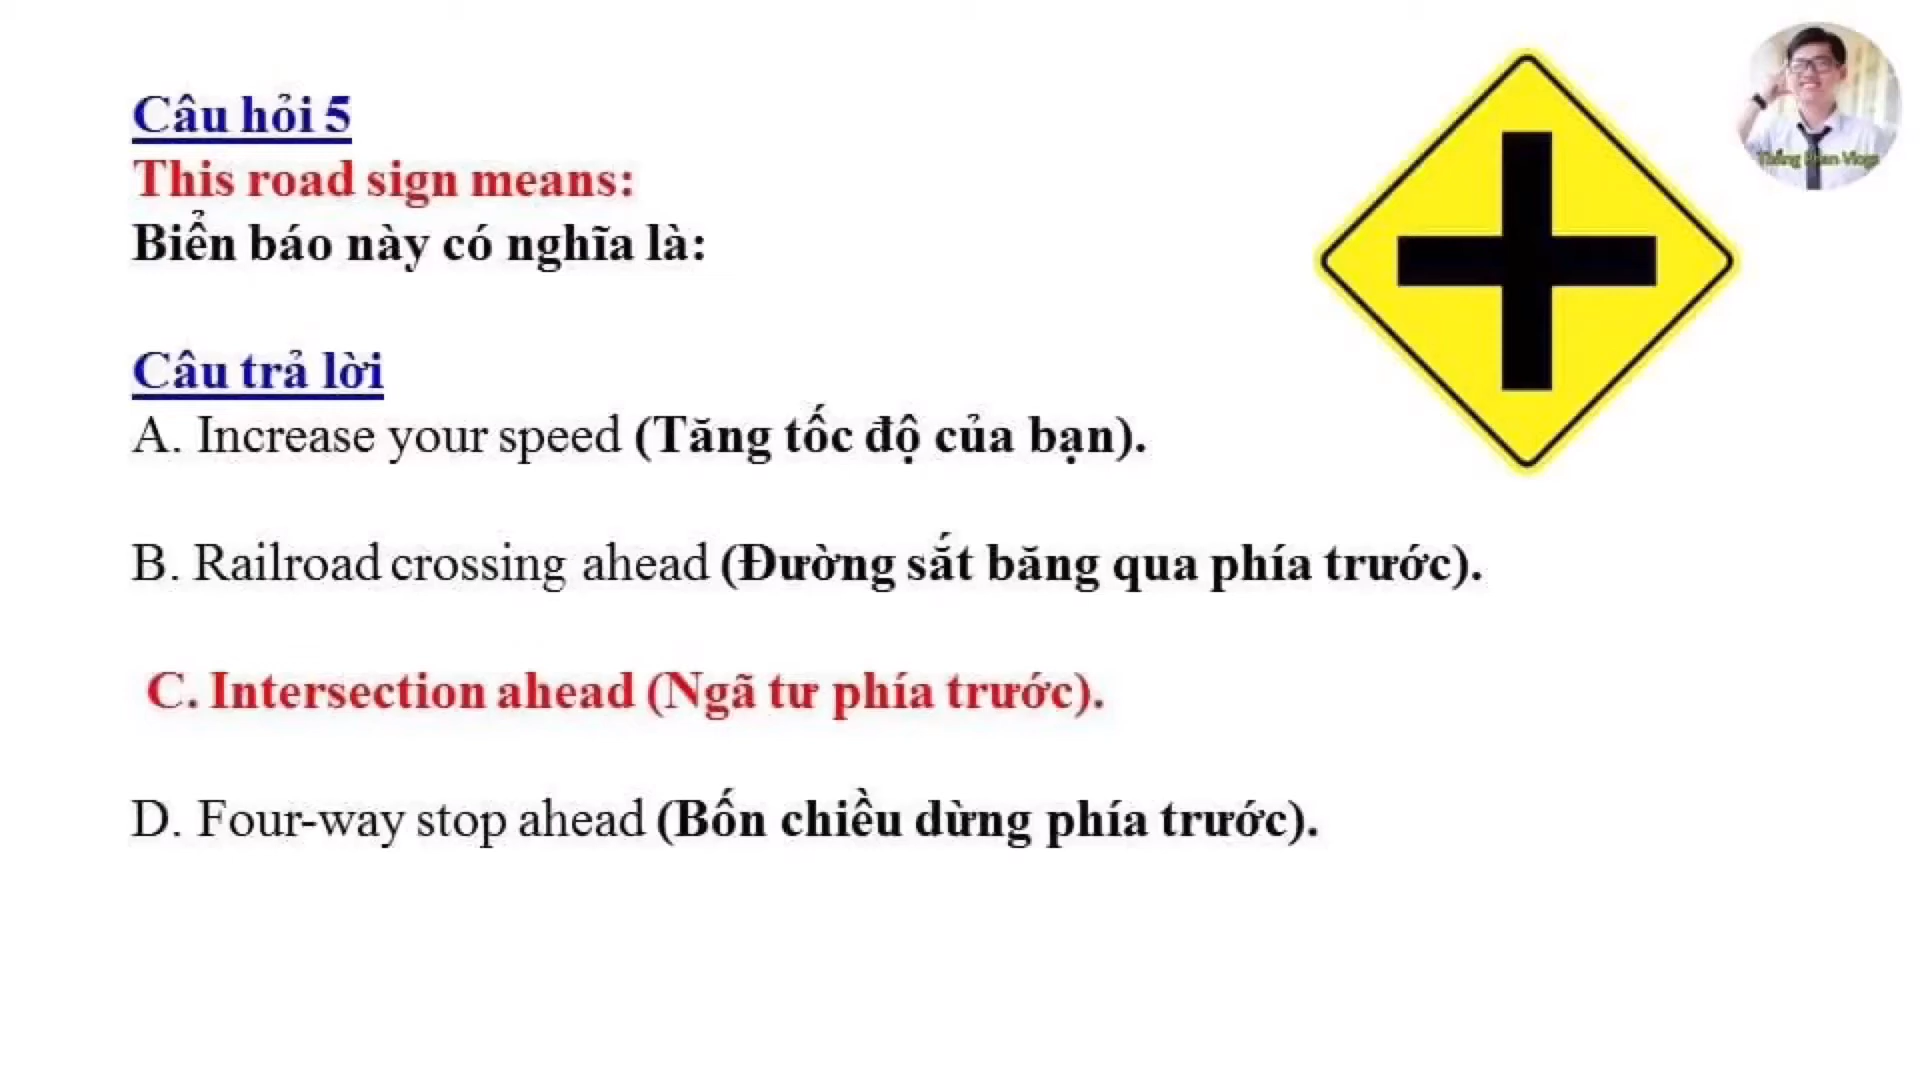 Câu hỏi 5
This road sign means:
Biển báo này có nghĩa là:
Câu trả lời
A. Increase your speed (Tăng tốc độ của bạn).
B. Railroad crossing ahead (Đường sắt băng qua phía trước).
C. Intersection ahead (Ngã tư phía trước).
D. Four-way stop ahead (Bốn chiều dừng phía trước).